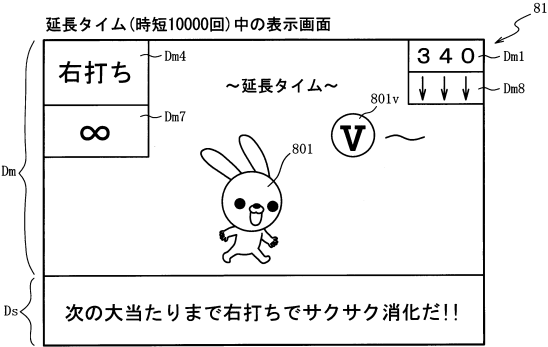 延長タイム(時短10000回)中の表示画面
81
右打ち
Dm4
340
Dm1
～延長タイム～
↓↓↓
Dm8
∞
Dm7
801v
V
801
Dm
Ds
次の大当たりまで右打ちでサクサク消化だ!!